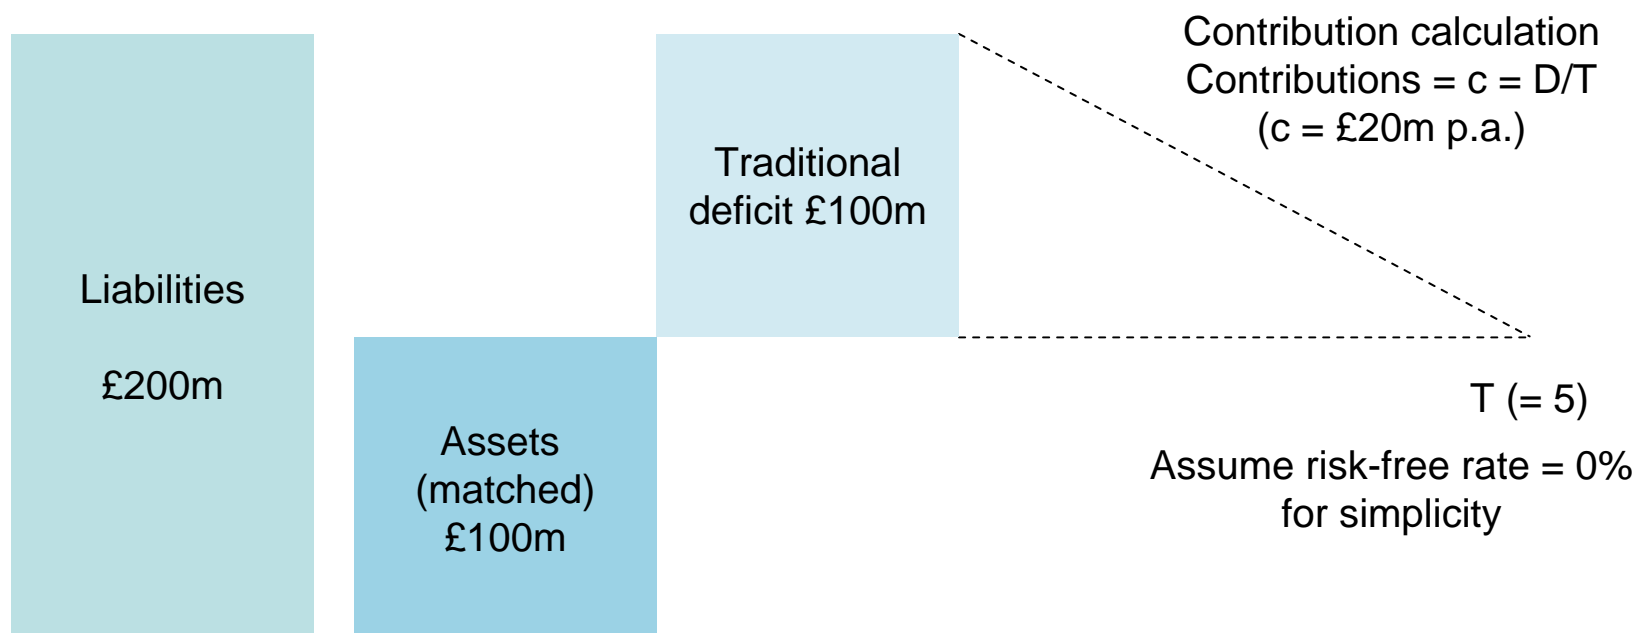 Liabilities
£200m
Assets
(matched)
£100m
Traditional
deficit £100m
Contribution calculation
Contributions = c = D/T
(c = £20m p.a.)
T (= 5)
Assume risk-free rate = 0%
for simplicity